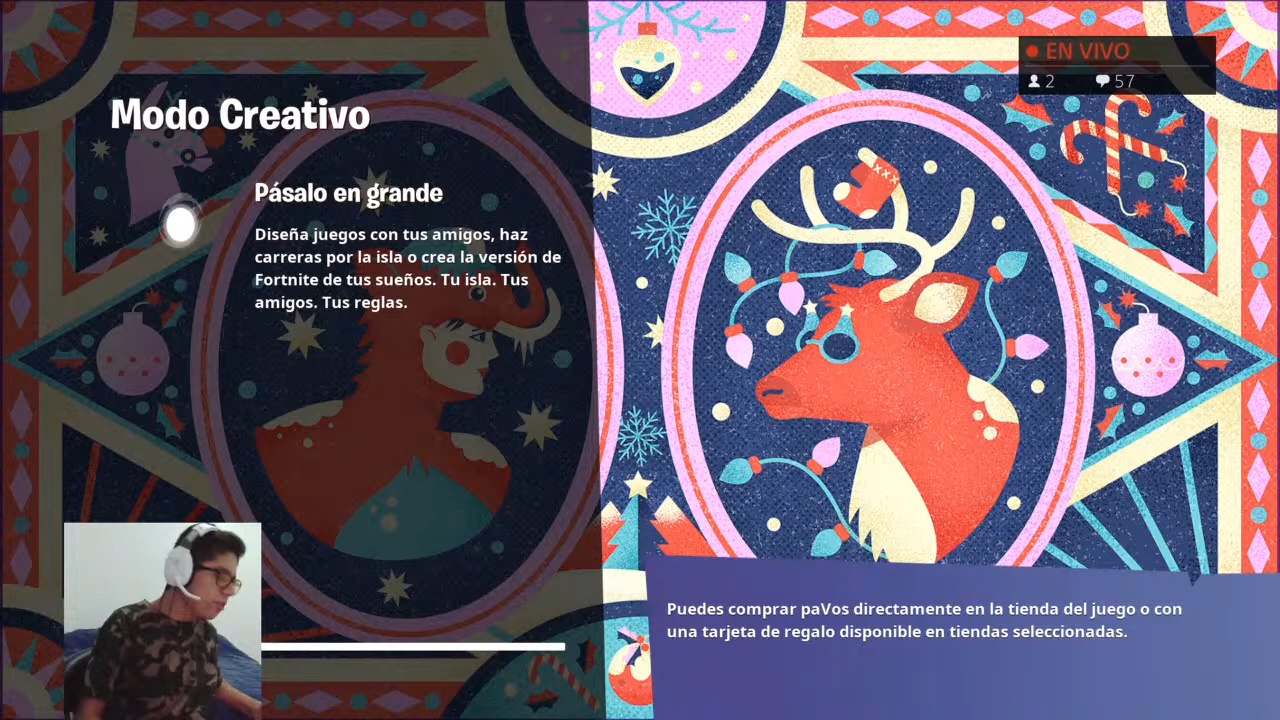 Modo Creativo
EN VIVO
2 57
Pásalo en grande
Diseña juegos con tus amigos, haz
carreras por la isla o crea la versión de
Fortnite de tus sueños. Tu isla. Tus
amigos. Tus reglas.
Puedes comprar paVos directamente en la tienda del juego o con
una tarjeta de regalo disponible en tiendas seleccionadas.